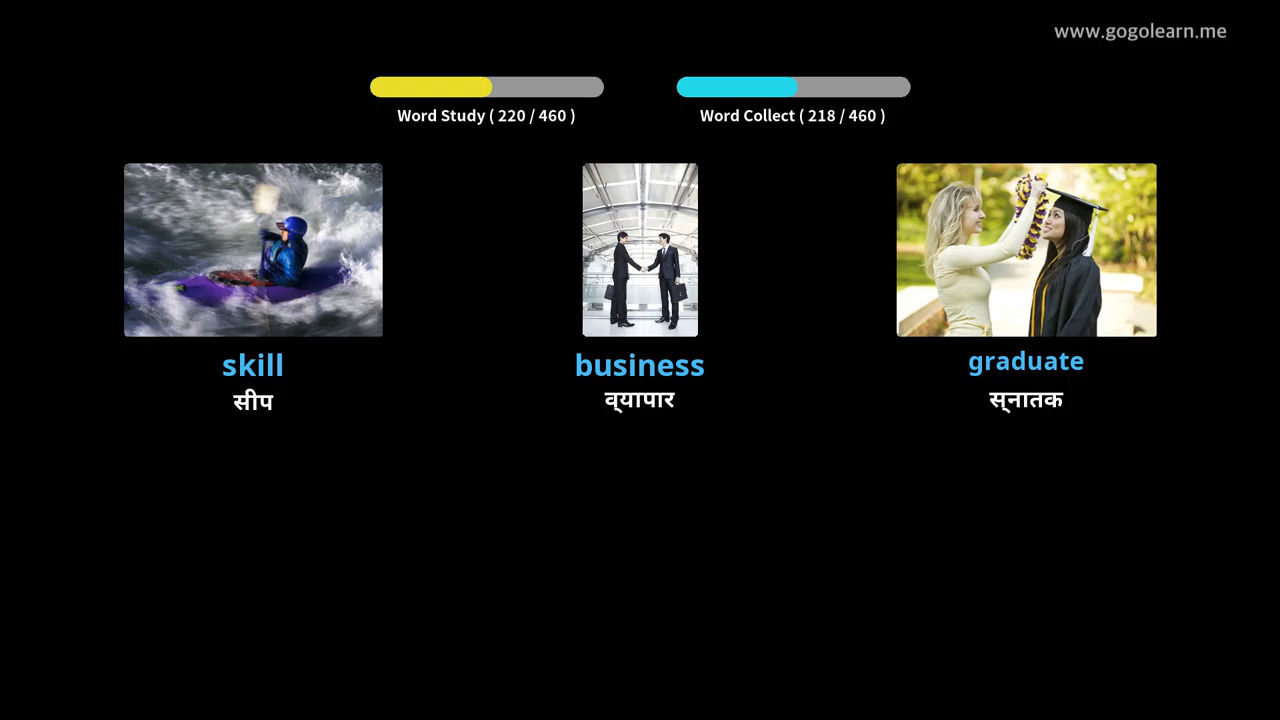 www.gogolearn.me
Word Study ( 220 / 460 )
Word Collect ( 218 / 460 )
skill
business
graduate
सीप
व्यापार
स्नातक